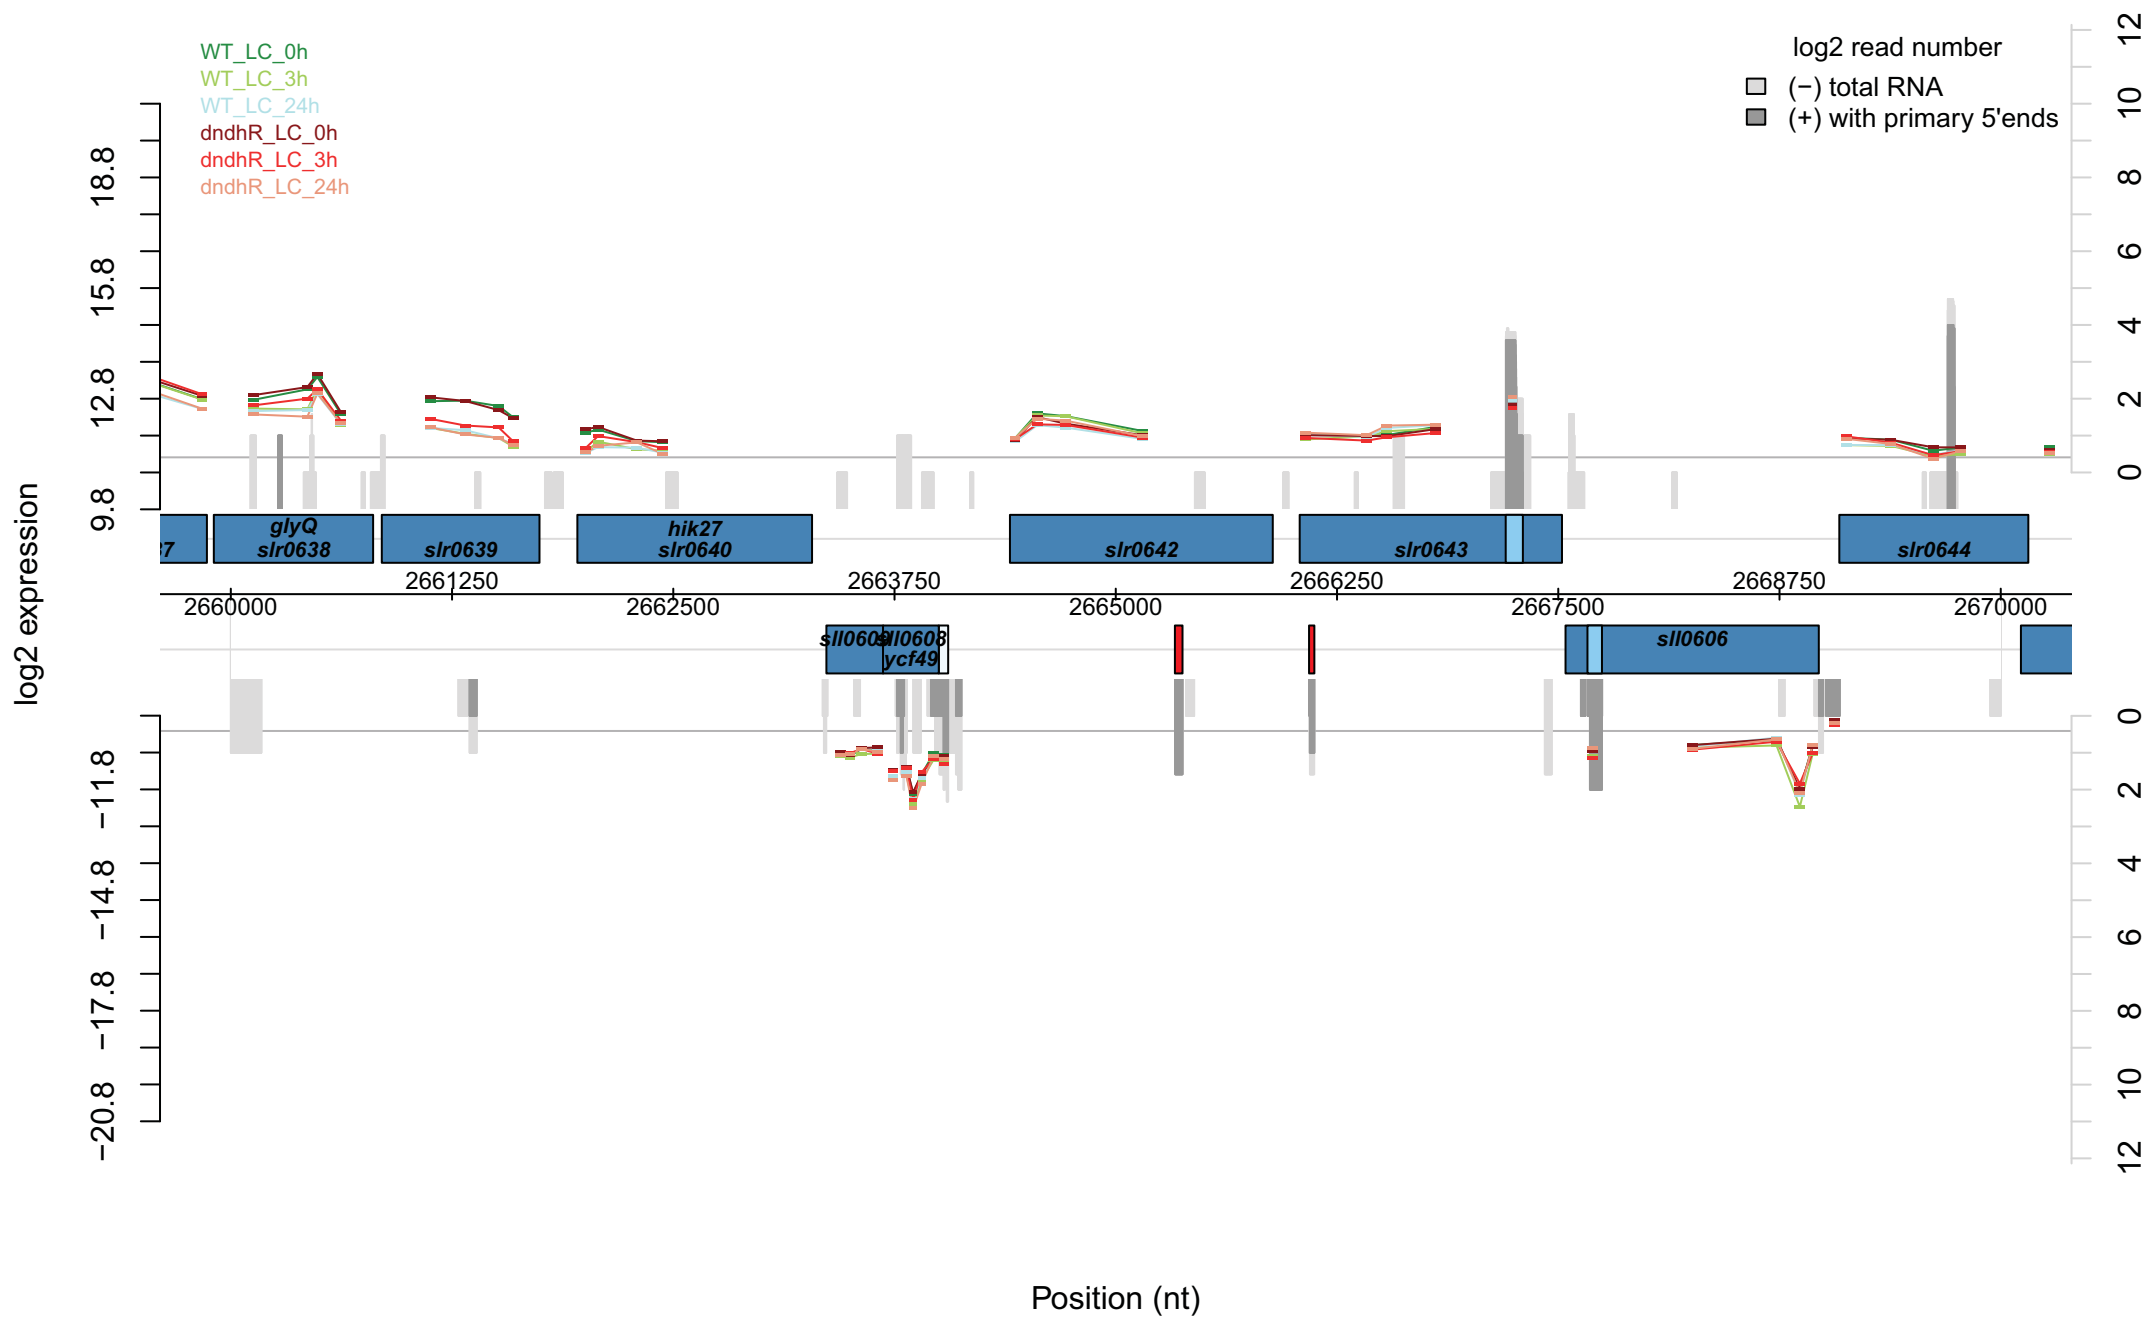 WT_LC_0h
WT_LC_3h
WT_LC_24h
dndhR_LC_0h
dndhR_LC_3h
dndhR_LC_24h
log2 read number
(−) total RNA
(+) with primary 5'ends
log2 expression
18.8
15.8
12.8
9.8
12
10
8
6
4
2
0
37
glyQ
slr0638
slr0639
hik27
slr0640
slr0642
slr0643
slr0644
2661250
2663750
2666250
2668750
2660000
2662500
2665000
2667500
2670000
sll0609
sll0608
ycf49
sll0606
−11.8
−14.8
−17.8
−20.8
0
2
4
6
8
10
12
Position (nt)